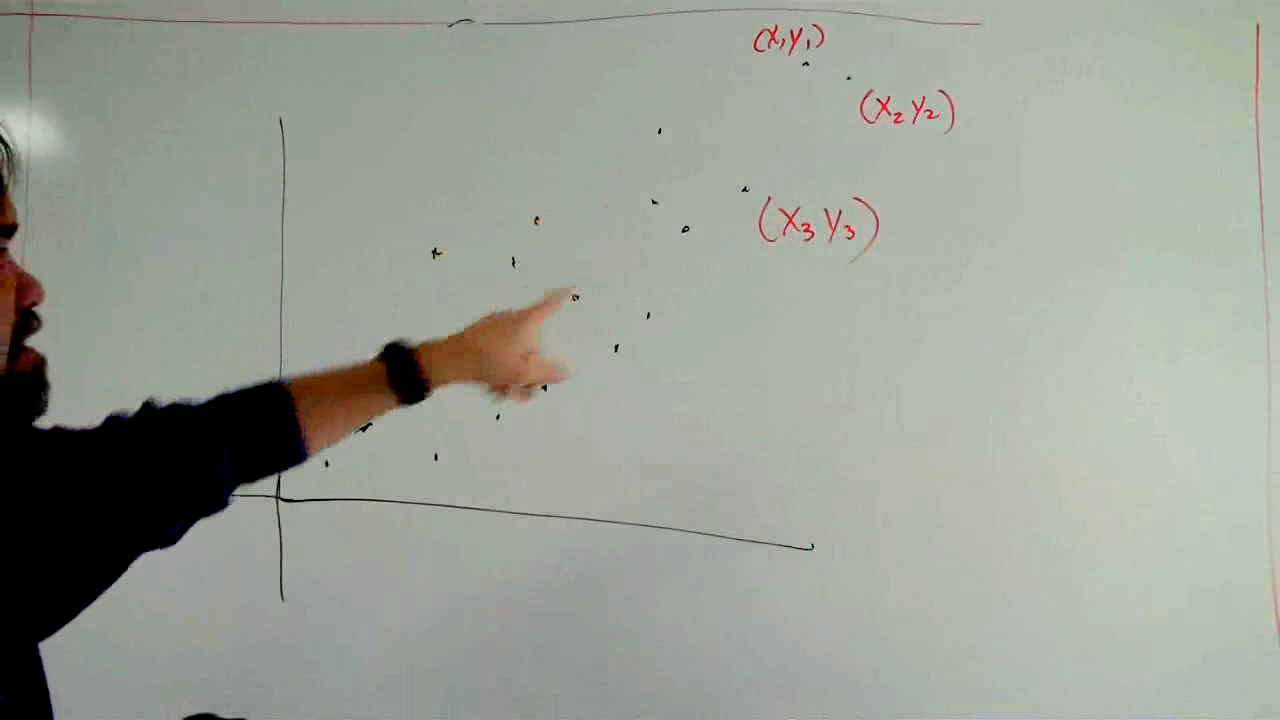 (x, y₁)
(x₂ y₂)
(x₃ y₃)